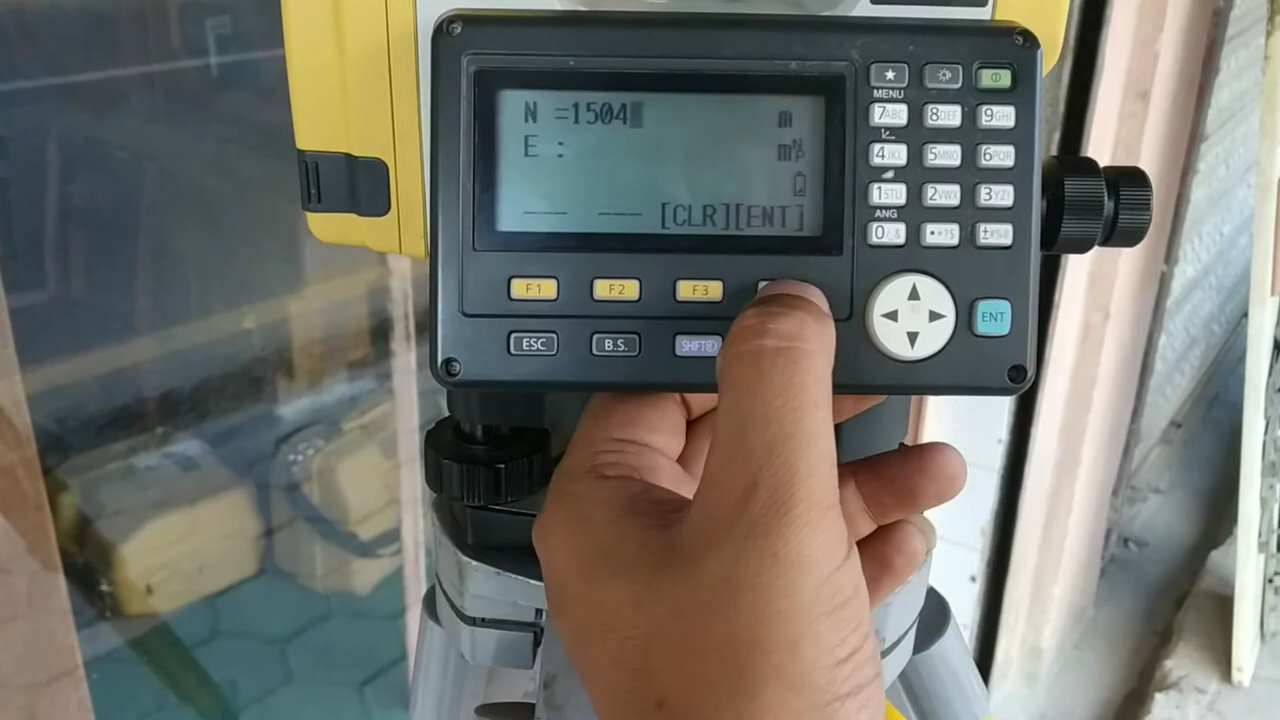 N =1504 m
E : m
[CLR][ENT]
F1 F2 F3
ESC B.S. SHIFT
★
MENU
7ABC 8DEF 9GHI
4JKL 5MNO 6PQR
1STU 2VWX 3YZ
ANG
0
ENT